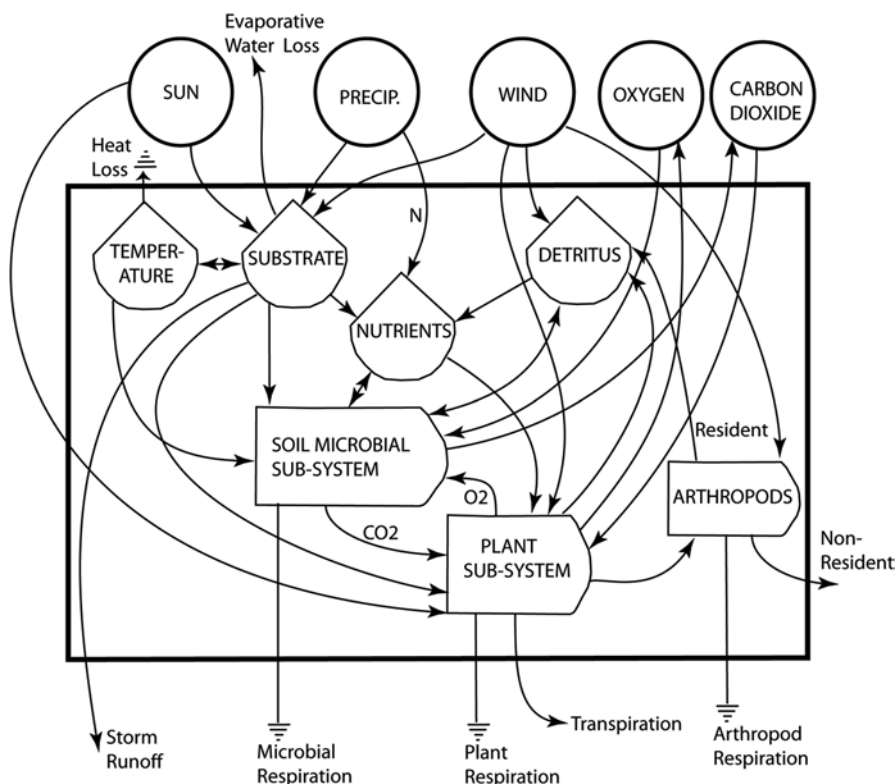 Evaporative
Water Loss
SUN
PRECIP.
WIND
OXYGEN
CARBON
DIOXIDE
Heat
Loss
N
TEMPER-
ATURE
SUBSTRATE
DETRITUS
NUTRIENTS
Resident
SOIL MICROBIAL
SUB-SYSTEM
ARTHROPODS
O2
CO2
PLANT
SUB-SYSTEM
Non-
Resident
Storm
Runoff
Microbial
Respiration
Plant
Respiration
Transpiration
Arthropod
Respiration